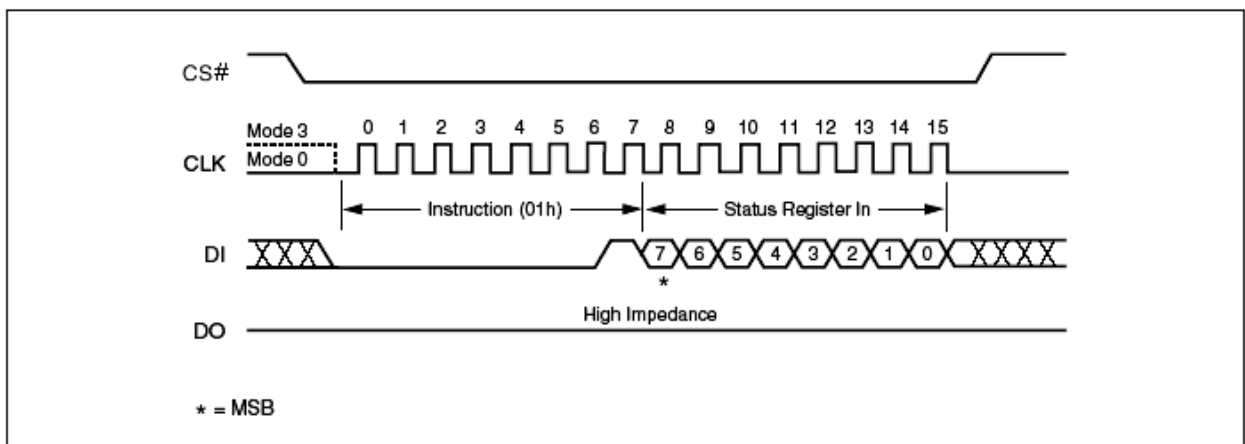 CS#
Mode 3
0 1 2 3 4 5 6 7 8 9 10 11 12 13 14 15
CLK
Mode 0
Instruction (01h)
Status Register In
DI
7 6 5 4 3 2 1 0
*
High Impedance
DO
* = MSB